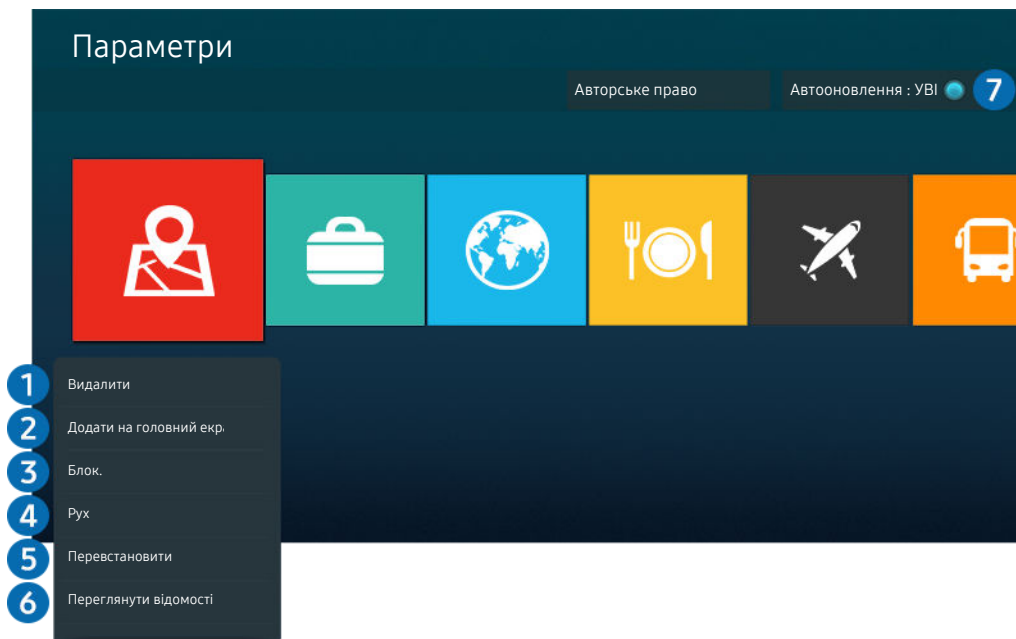 Параметри
Авторське право
Автооновлення : УВІ
7
1
Видалити
2
Додати на головний екр
3
Блок.
4
Рух
5
Перевстановити
6
Переглянути відомості